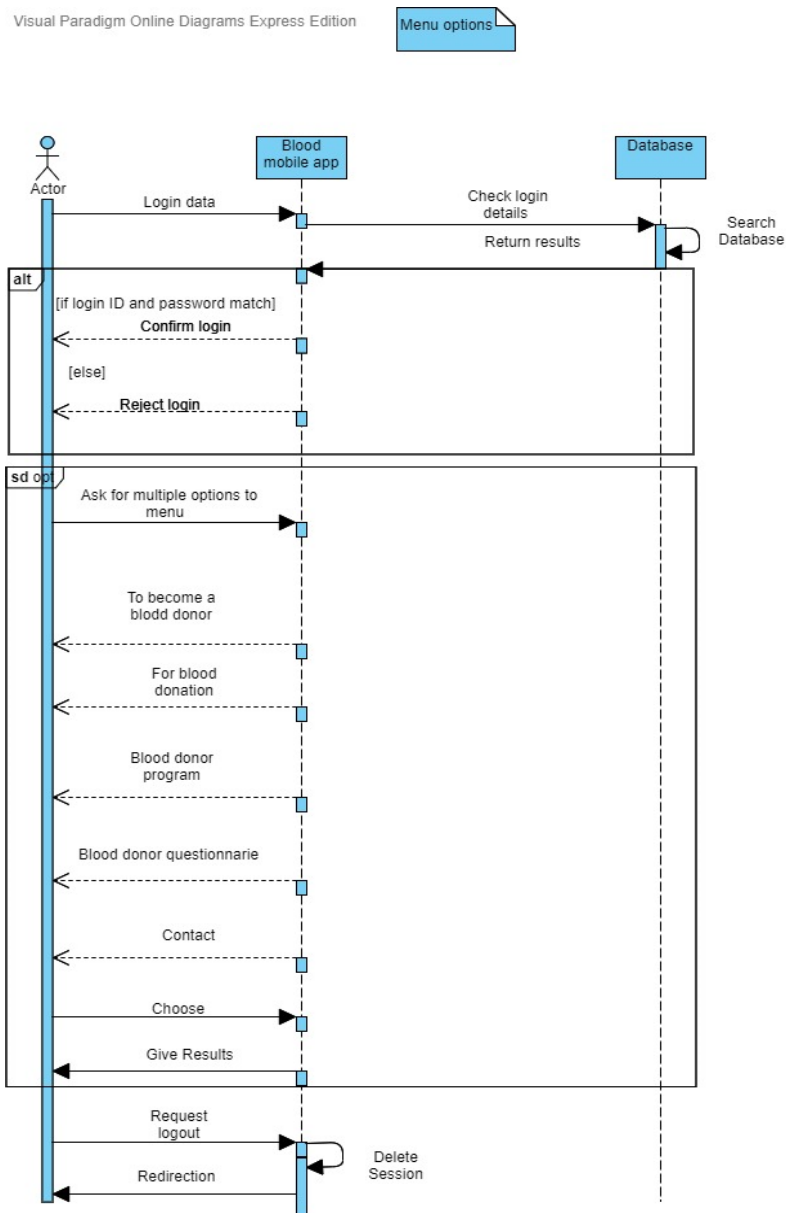 Visual Paradigm Online Diagrams Express Edition
Menu options
Actor
Blood
mobile app
Database
Login data
Check login
details
Search
Database
Return results
alt
[if login ID and password match]
Confirm login
[else]
Reject login
sd opt
Ask for multiple options to
menu
To become a
blodd donor
For blood
donation
Blood donor
program
Blood donor questionnarie
Contact
Choose
Give Results
Request
logout
Delete
Session
Redirection